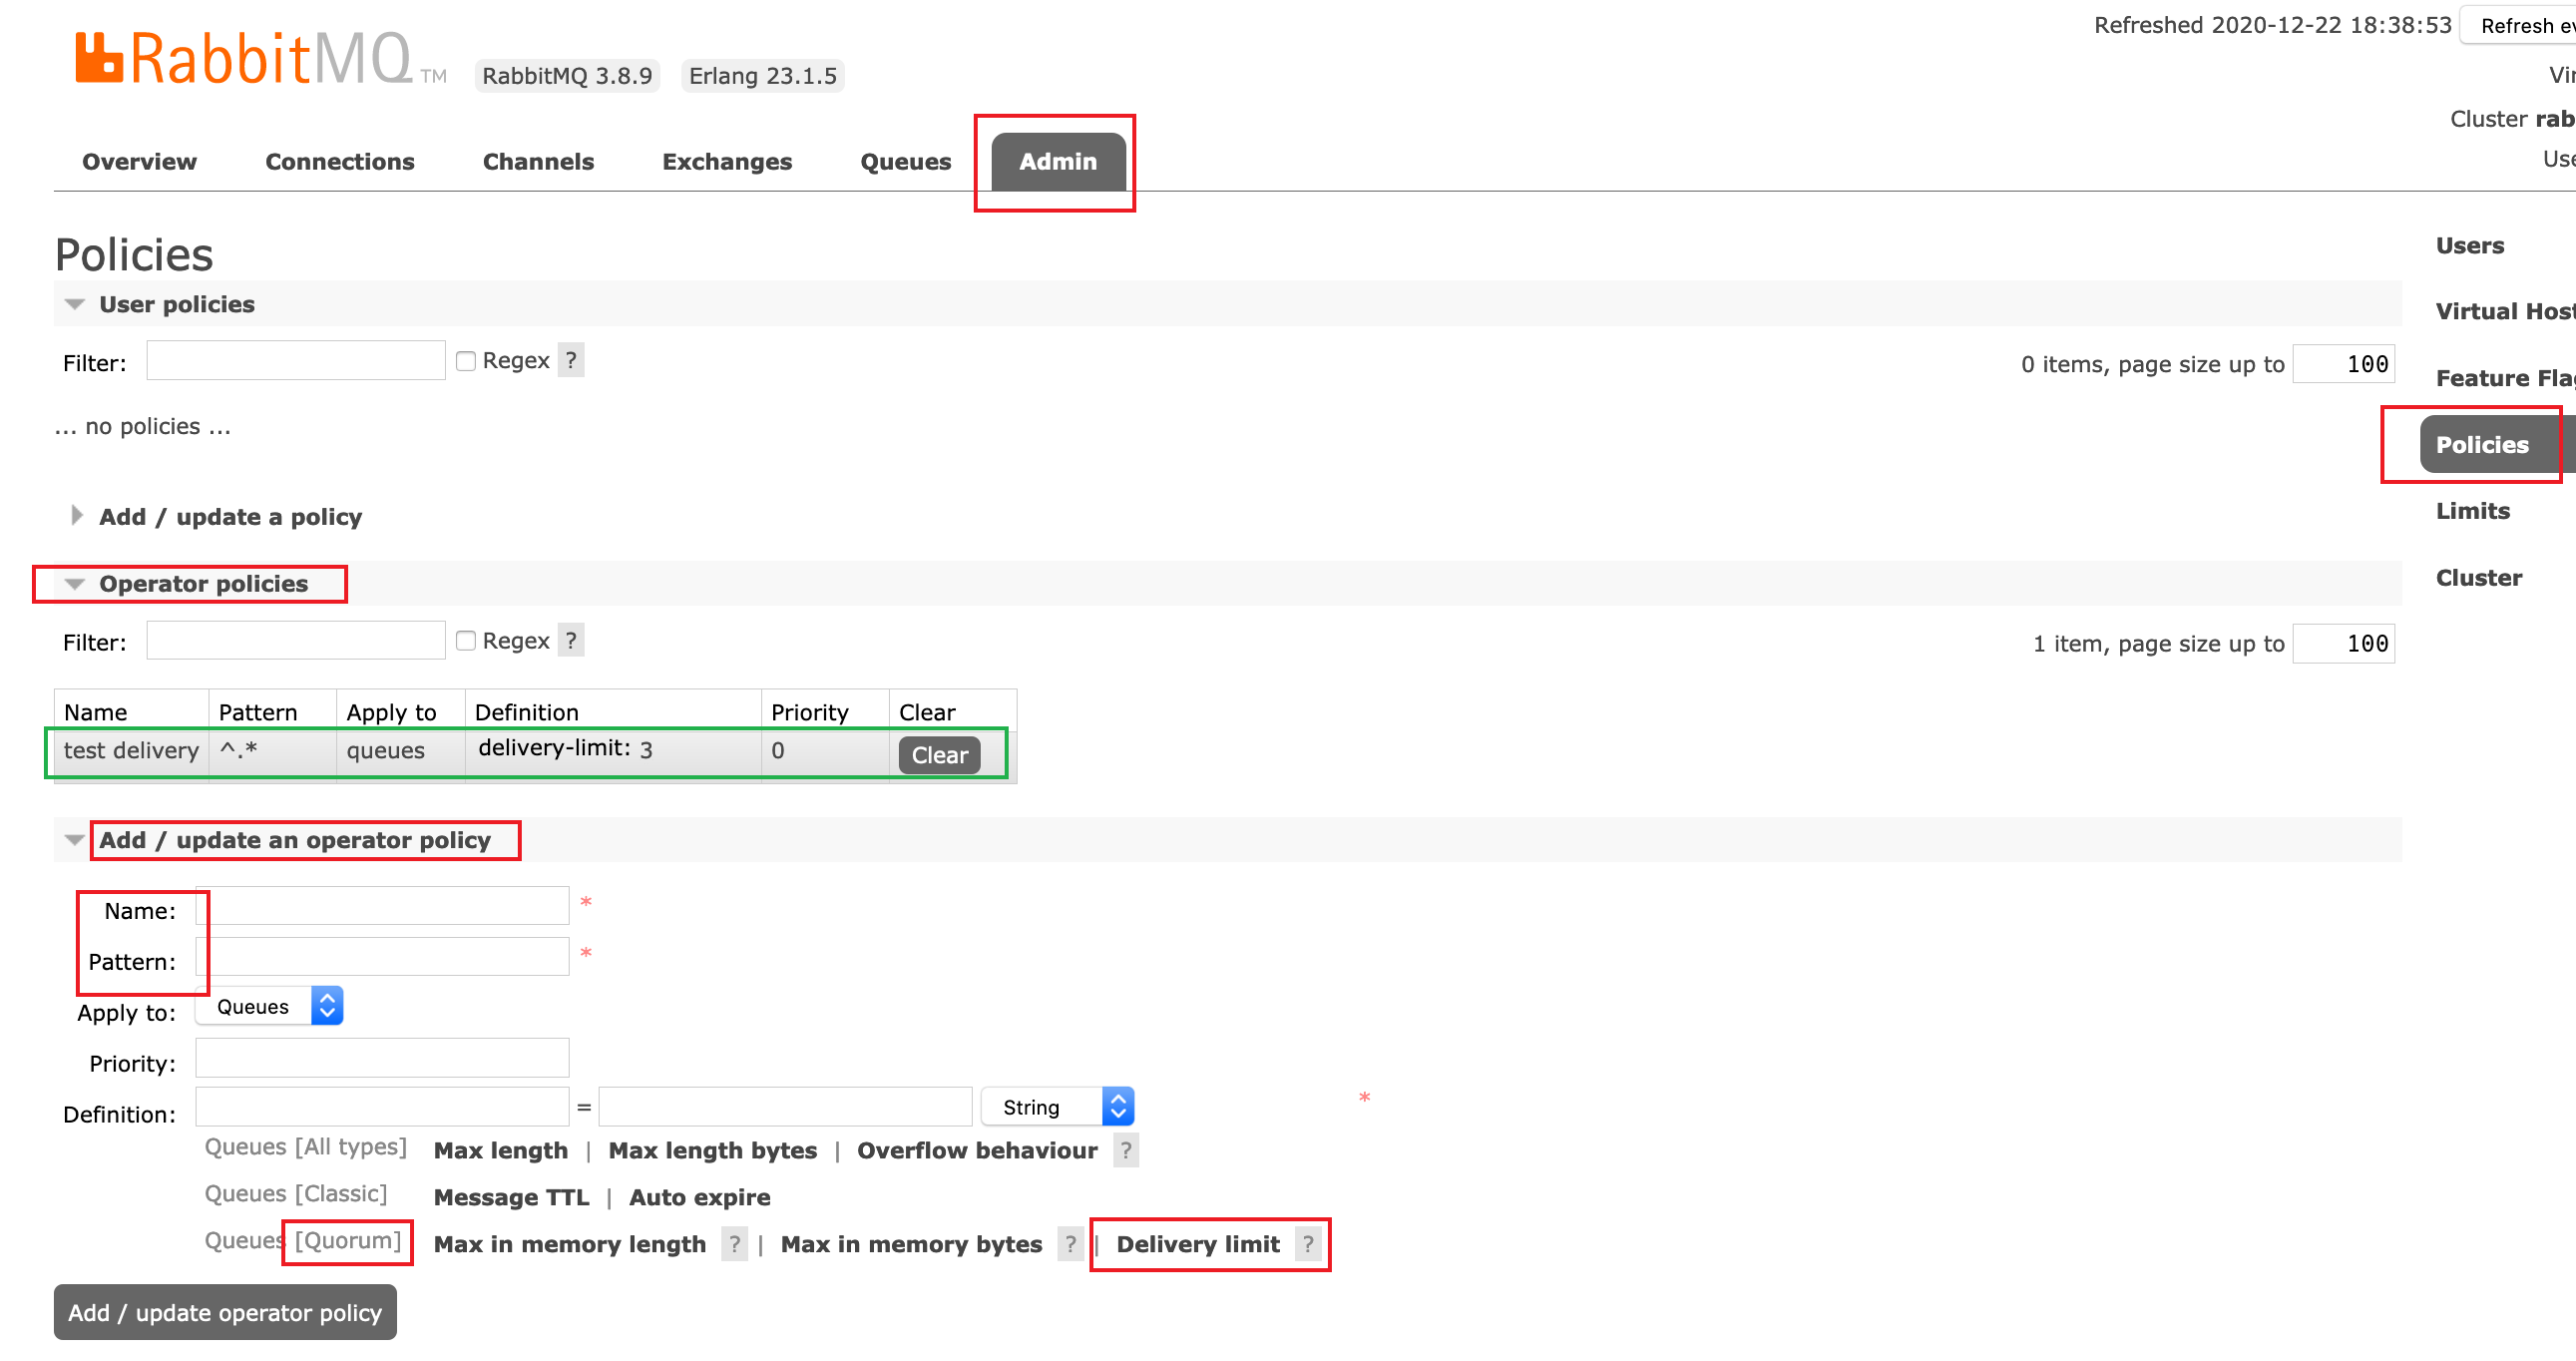 Refreshed 2020-12-22 18:38:53 Refresh ev
RabbitMQ TM RabbitMQ 3.8.9 Erlang 23.1.5
Vir
Cluster rab
Use
Overview Connections Channels Exchanges Queues Admin
Policies
Users
User policies
Virtual Host
Filter: Regex ? 0 items, page size up to 100
Feature Flag
... no policies ...
Policies
Add / update a policy
Limits
Operator policies
Cluster
Filter: Regex ? 1 item, page size up to 100
Name Pattern Apply to Definition Priority Clear
test delivery ^.* queues delivery-limit: 3 0 Clear
Add / update an operator policy
Name: *
Pattern: *
Apply to: Queues
Priority:
Definition: = String *
Queues [All types] Max length | Max length bytes | Overflow behaviour ?
Queues [Classic] Message TTL | Auto expire
Queues [Quorum] Max in memory length ? | Max in memory bytes ? | Delivery limit ?
Add / update operator policy